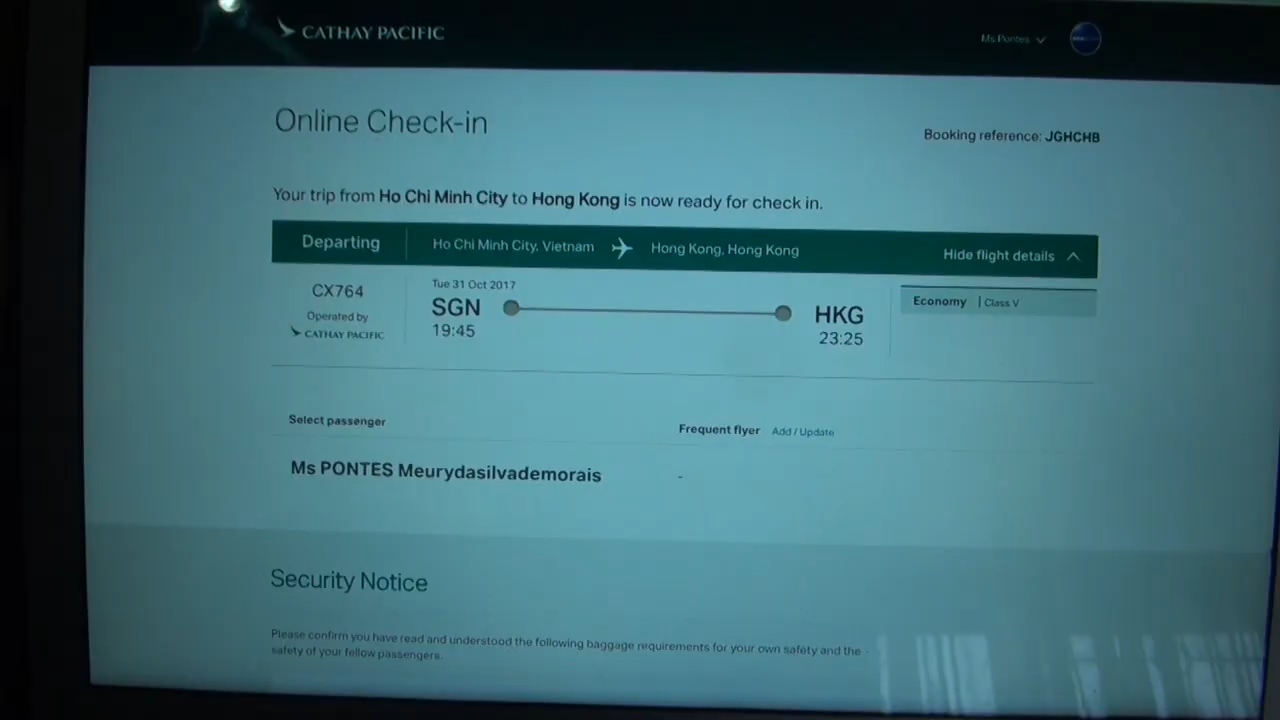 CATHAY PACIFIC
Ms Pontes
Online Check-in
Booking reference: JGHCHB
Your trip from Ho Chi Minh City to Hong Kong is now ready for check in.
Departing
Ho Chi Minh City, Vietnam
Hong Kong, Hong Kong
Hide flight details
CX764
Operated by
CATHAY PACIFIC
Tue 31 Oct 2017
SGN
19:45
HKG
23:25
Economy | Class V
Select passenger
Frequent flyer Add / Update
Ms PONTES Meurydasilvademorais
-
Security Notice
Please confirm you have read and understood the following baggage requirements for your own safety and the
safety of your fellow passengers.